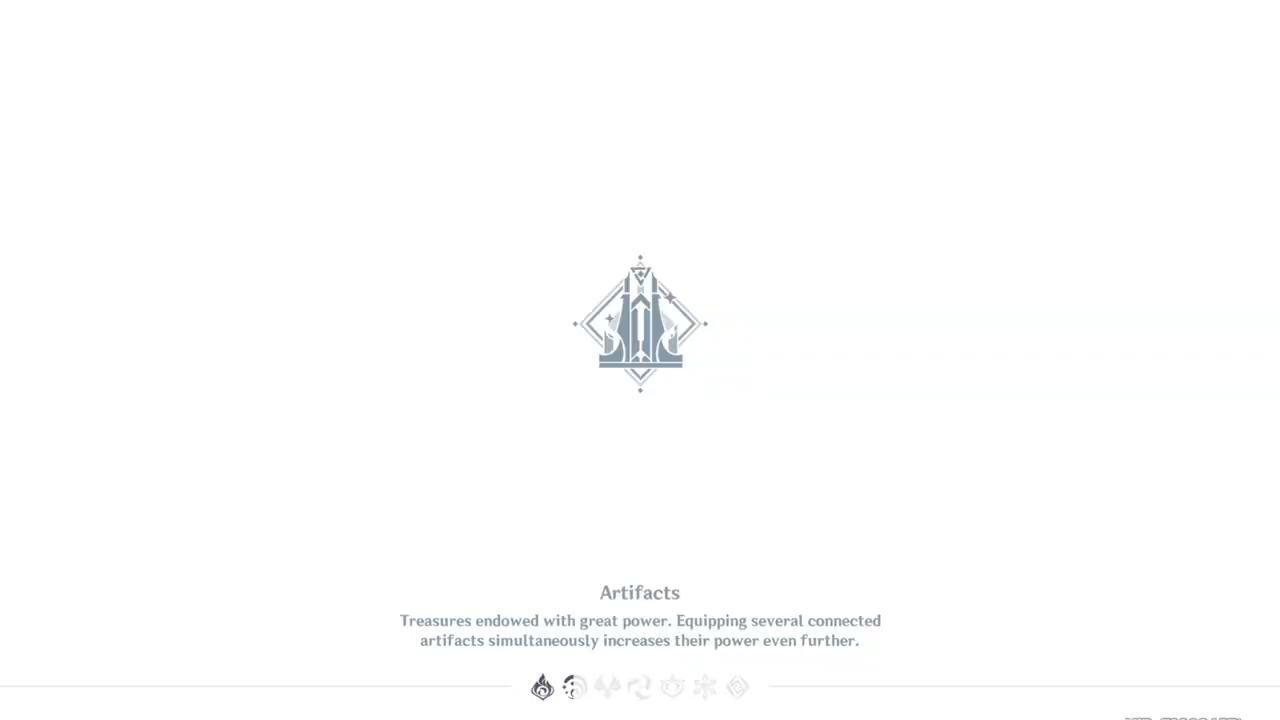 Artifacts
Treasures endowed with great power. Equipping several connected
artifacts simultaneously increases their power even further.